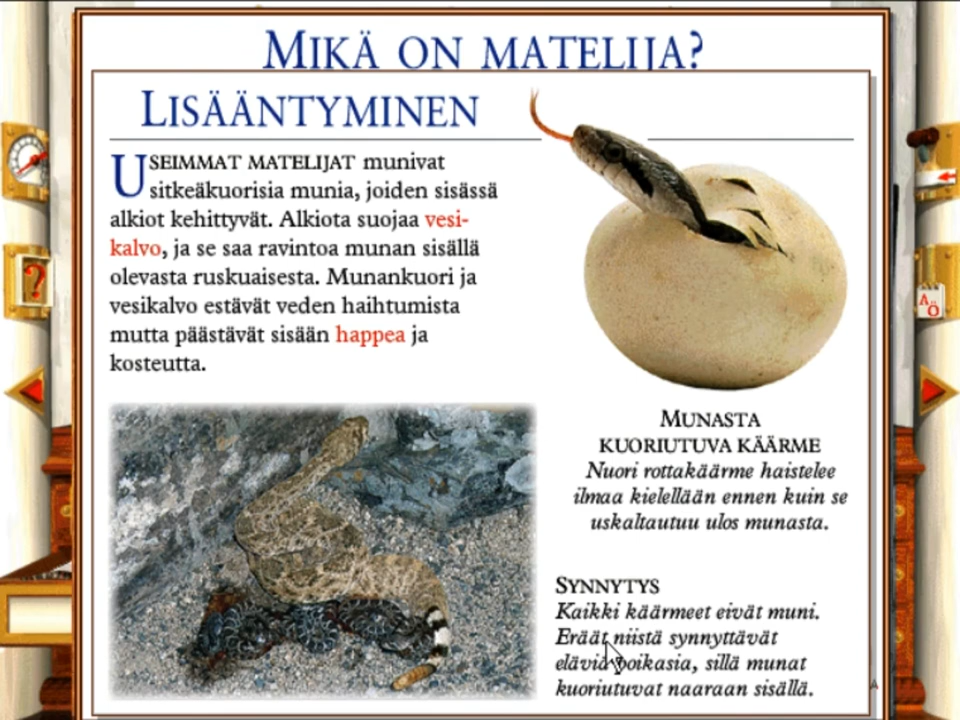 MIKÄ ON MATELIJA?
LISÄÄNTYMINEN
USEIMMAT MATELIJAT munivat
sitkeäkuorisia munia, joiden sisässä
alkiot kehittyvät. Alkiota suojaa vesi-
kalvo, ja se saa ravintoa munan sisällä
olevasta ruskuaisesta. Munankuori ja
vesikalvo estävät veden haihtumista
mutta päästävät sisään happea ja
kosteutta.
MUNASTA
KUORIUTUVA KÄÄRME
Nuori rottakäärme haistelee
ilmaa kielellään ennen kuin se
uskaltautuu ulos munasta.
SYNNYTYS
Kaikki käärmeet eivät muni.
Eräät niistä synnyttävät
eläviä poikasia, sillä munat
kuoriutuvat naaraan sisällä.
?
A
Ö